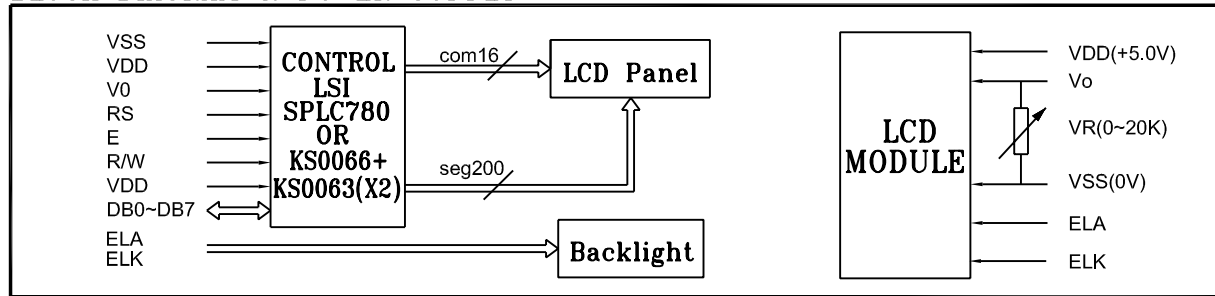 VSS
VDD
V0
RS
E
R/W
VDD
DB0~DB7
ELA
ELK
CONTROL
LSI
SPLC780
OR
KS0066+
KS0063(X2)
com16
seg200
LCD Panel
Backlight
LCD
MODULE
VDD(+5.0V)
Vo
VR(0~20K)
VSS(0V)
ELA
ELK